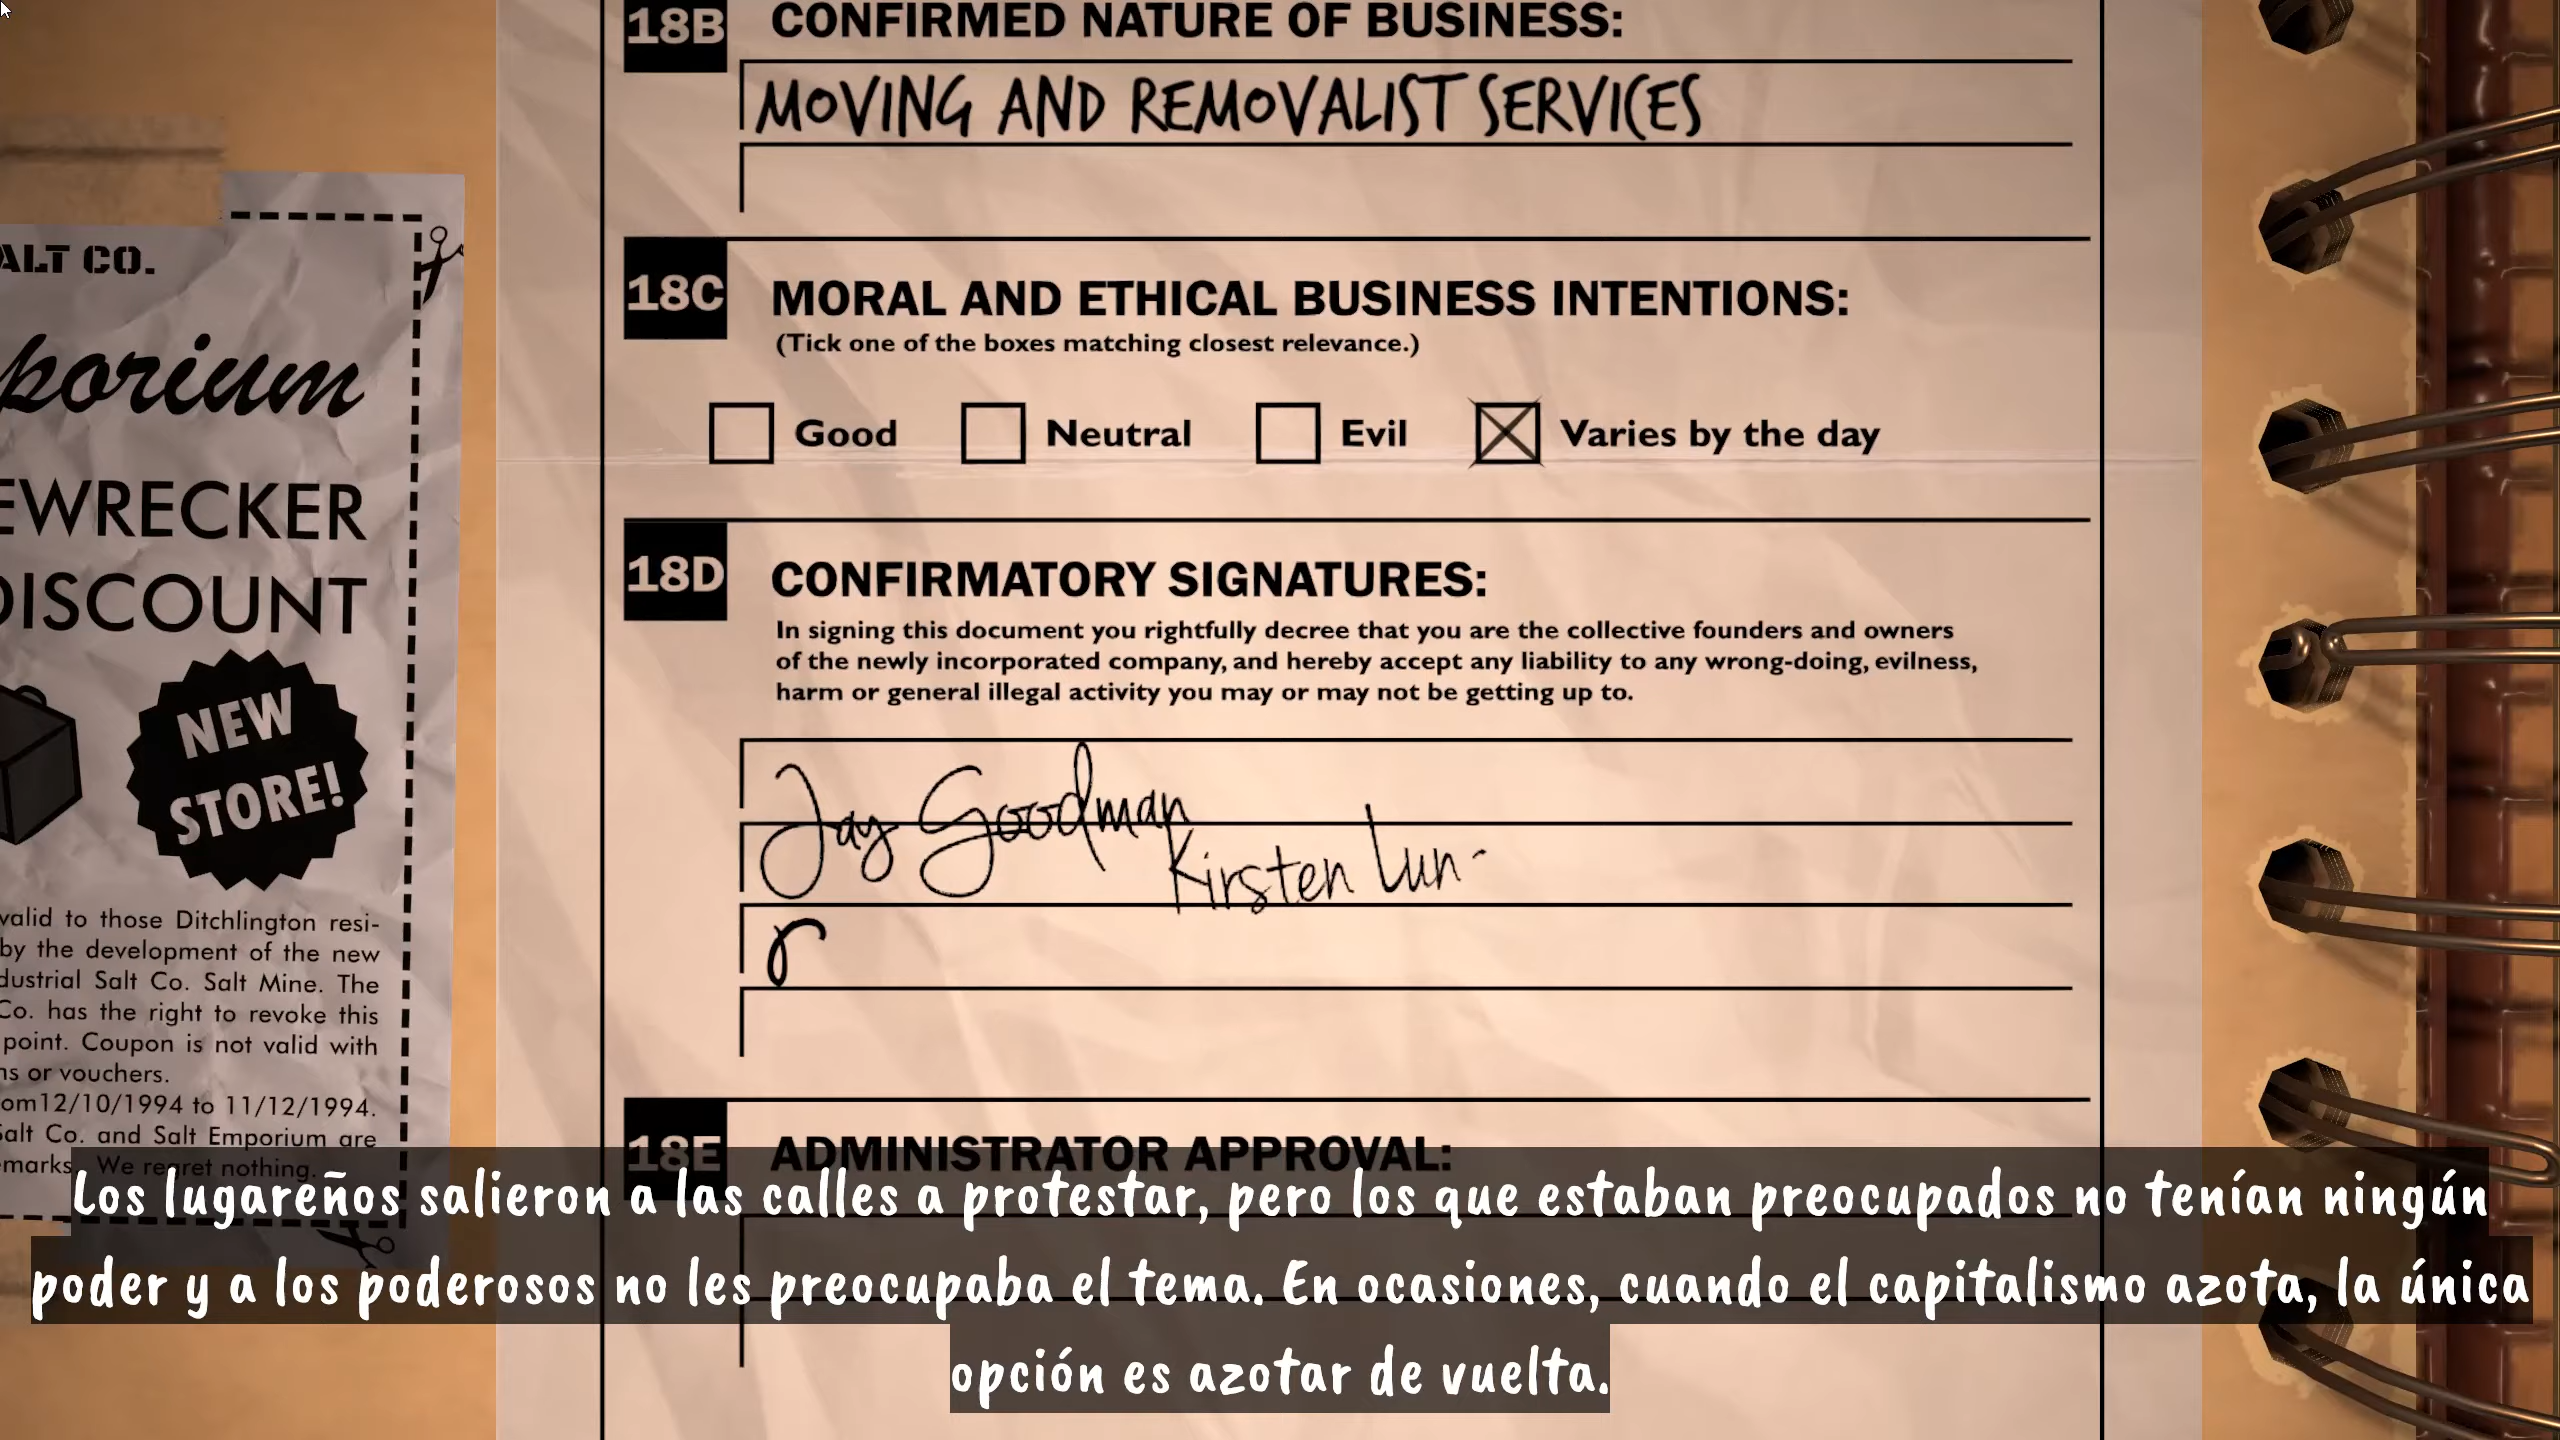 ALT CO.
porium
EWRECKER
DISCOUNT
NEW
STORE!
valid to those Ditchlington resi-
by the development of the new
dustrial Salt Co. Salt Mine. The
Co. has the right to revoke this
point. Coupon is not valid with
ns or vouchers.
om12/10/1994 to 11/12/1994.
Salt Co. and Salt Emporium are
emarks. We regret nothing.
18B CONFIRMED NATURE OF BUSINESS:
MOVING AND REMOVALIST SERVICES
18C MORAL AND ETHICAL BUSINESS INTENTIONS:
(Tick one of the boxes matching closest relevance.)
Good Neutral Evil Varies by the day
18D CONFIRMATORY SIGNATURES:
In signing this document you rightfully decree that you are the collective founders and owners
of the newly incorporated company, and hereby accept any liability to any wrong-doing, evilness,
harm or general illegal activity you may or may not be getting up to.
Jay Goodman
Kirsten Lun
18E ADMINISTRATOR APPROVAL:
Los lugareños salieron a las calles a protestar, pero los que estaban preocupados no tenían ningún
poder y a los poderosos no les preocupaba el tema. En ocasiones, cuando el capitalismo azota, la única
opción es azotar de vuelta.